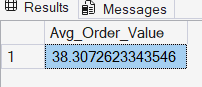 Results Messages
Avg_Order_Value
1 38.3072623343546